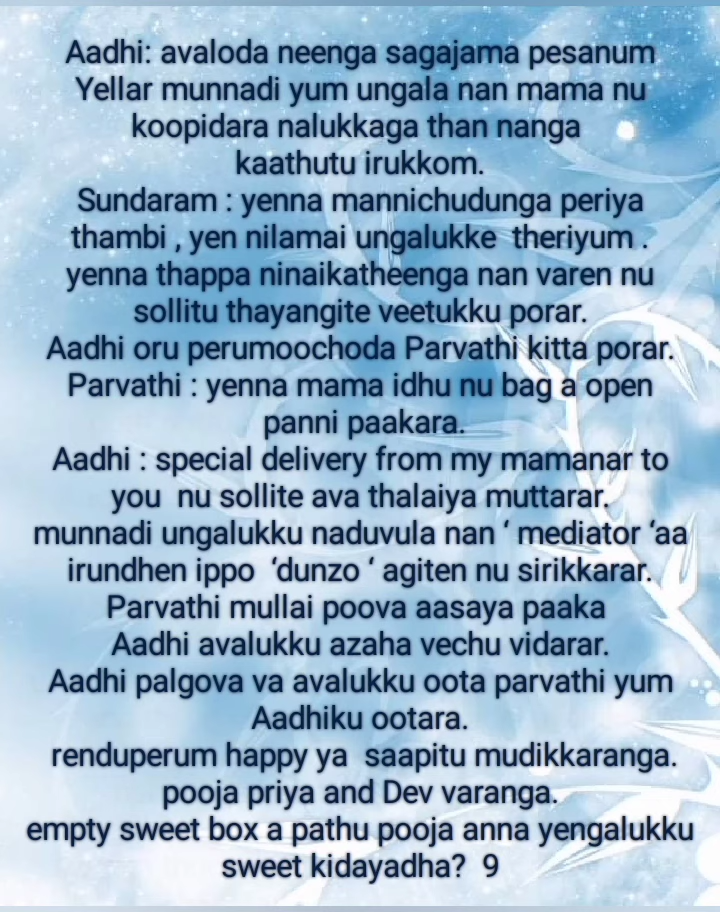 Aadhi: avaloda neenga sagajama pesanum
Yellar munnadi yum ungala nan mama nu
koopidara nalukkaga than nanga
kaathutu irukkom.
Sundaram : yenna mannichudunga periya
thambi , yen nilamai ungalukke  theriyum .
yenna thappa ninaikatheenga nan varen nu
sollitu thayangite veetukku porar.
Aadhi oru perumoochoda Parvathi kitta porar.
Parvathi : yenna mama idhu nu bag a open
panni paakara.
Aadhi : special delivery from my mamanar to
you  nu sollite ava thalaiya muttarar.
munnadi ungalukku naduvula nan ‘ mediator ‘aa
irundhen ippo  ‘dunzo ‘ agiten nu sirikkarar.
Parvathi mullai poova aasaya paaka
Aadhi avalukku azaha vechu vidarar.
Aadhi palgova va avalukku oota parvathi yum
Aadhiku ootara.
renduperum happy ya  saapitu mudikkaranga.
pooja priya and Dev varanga.
empty sweet box a pathu pooja anna yengalukku
sweet kidayadha?  9